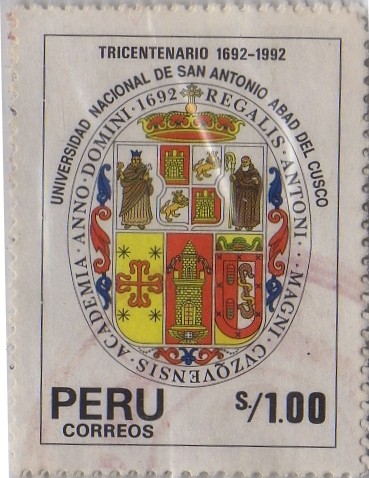 TRICENTENARIO 1692-1992
UNIVERSIDAD NACIONAL DE SAN ANTONIO ABAD DEL CUSCO
ACADEMIA · ANNO · DOMINI · 1692 · REGALIS · ANTONI · · MAGNI · CVZQVENSIS ·
PERU
CORREOS
S/.1.00